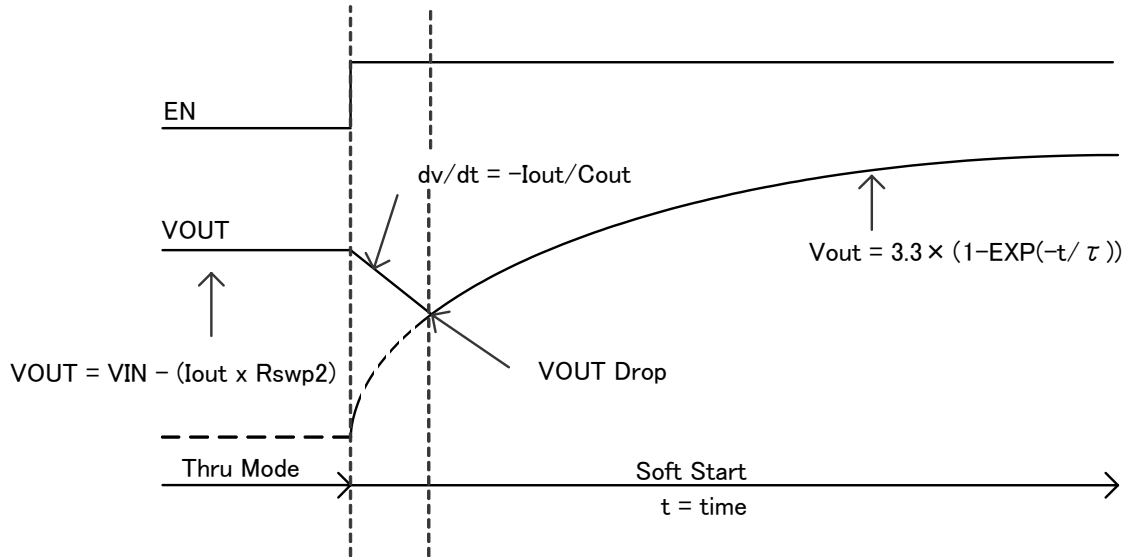 EN
dv/dt = -Iout/Cout
VOUT
Vout = 3.3 × (1-EXP(-t/τ))
VOUT = VIN - (Iout x Rswp2)
VOUT Drop
Thru Mode
Soft Start
t = time